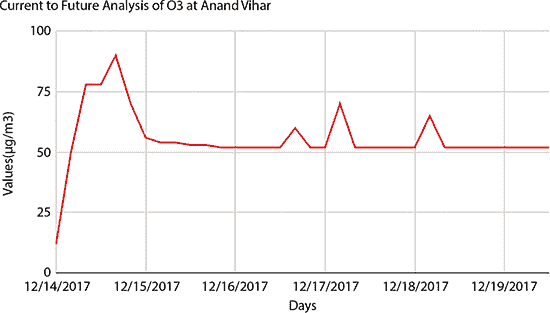 Current to Future Analysis of O3 at Anand Vihar
100
75
50
25
0
Values(µg/m3)
12/14/2017 12/15/2017 12/16/2017 12/17/2017 12/18/2017 12/19/2017
Days